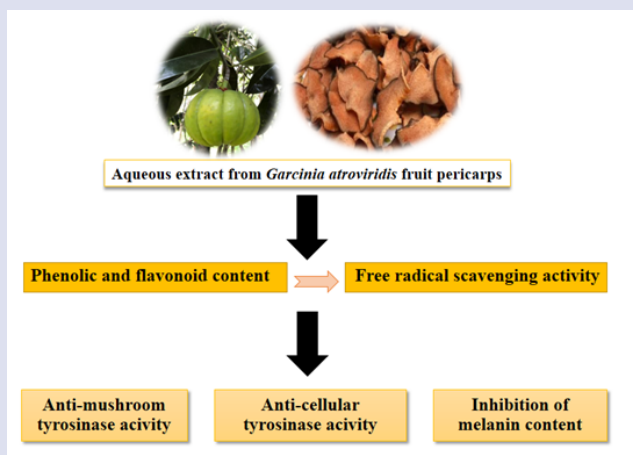 Aqueous extract from Garcinia atroviridis fruit pericarps
Phenolic and flavonoid content
Free radical scavenging activity
Anti-mushroom
tyrosinase acivity
Anti-cellular
tyrosinase acivity
Inhibition of
melanin content